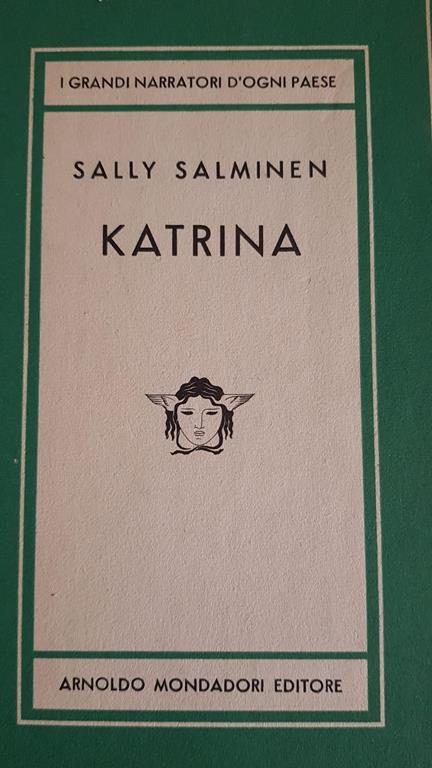 I GRANDI NARRATORI D'OGNI PAESE
SALLY SALMINEN
KATRINA
ARNOLDO MONDADORI EDITORE